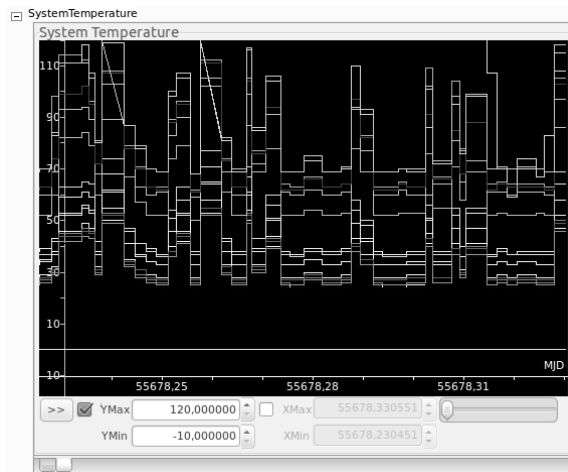 SystemTemperature
System Temperature
110
90
70
50
30
10
10
MJD
55678,25 55678,28 55678,31
>> YMax 120,000000 XMax 55678,330551
YMin -10,000000 XMin 55678,230451